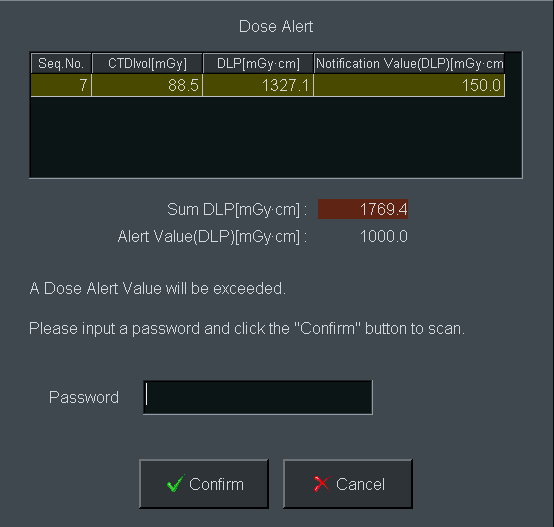 Dose Alert
Seq.No. CTDIvol[mGy] DLP[mGy·cm] Notification Value(DLP)[mGy·cm
7 88.5 1327.1 150.0
Sum DLP[mGy·cm] : 1769.4
Alert Value(DLP)[mGy·cm] : 1000.0
A Dose Alert Value will be exceeded.
Please input a password and click the "Confirm" button to scan.
Password
Confirm Cancel